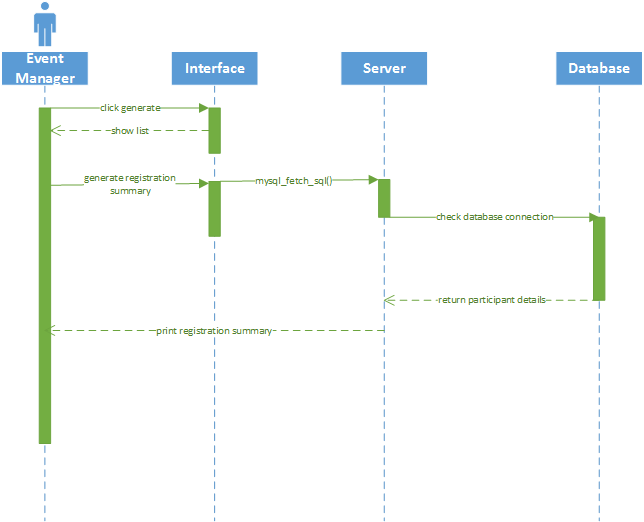 Event
Manager
Interface
Server
Database
click generate
show list
generate registration
summary
mysql_fetch_sql()
check database connection
return participant details
print registration summary